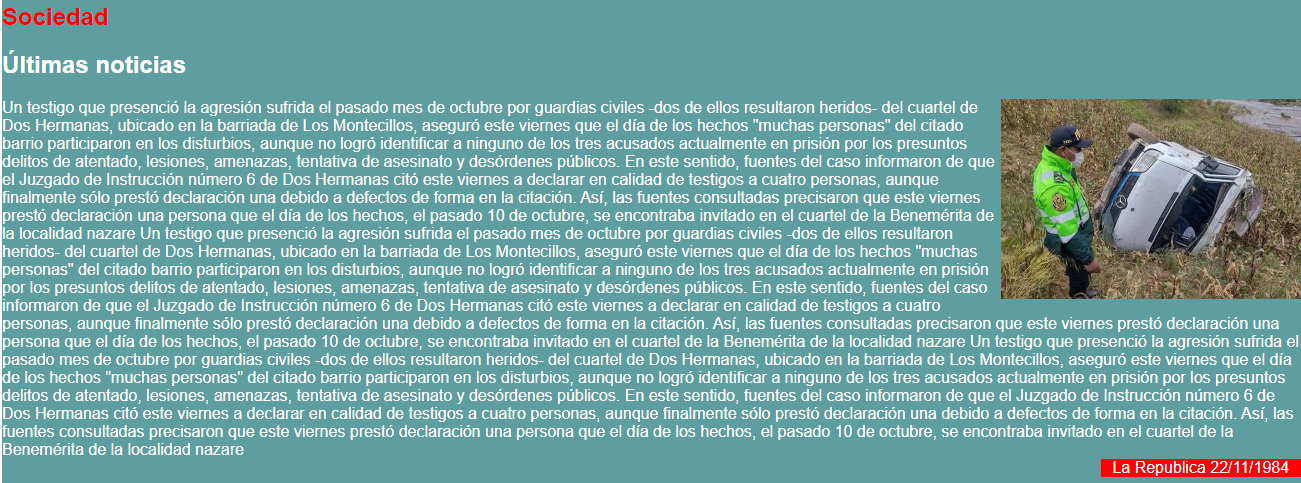 Sociedad
Últimas noticias
Un testigo que presenció la agresión sufrida el pasado mes de octubre por guardias civiles -dos de ellos resultaron heridos- del cuartel de
Dos Hermanas, ubicado en la barriada de Los Montecillos, aseguró este viernes que el día de los hechos "muchas personas" del citado
barrio participaron en los disturbios, aunque no logró identificar a ninguno de los tres acusados actualmente en prisión por los presuntos
delitos de atentado, lesiones, amenazas, tentativa de asesinato y desórdenes públicos. En este sentido, fuentes del caso informaron de que
el Juzgado de Instrucción número 6 de Dos Hermanas citó este viernes a declarar en calidad de testigos a cuatro personas, aunque
finalmente sólo prestó declaración una debido a defectos de forma en la citación. Así, las fuentes consultadas precisaron que este viernes
prestó declaración una persona que el día de los hechos, el pasado 10 de octubre, se encontraba invitado en el cuartel de la Benemérita de
la localidad nazare Un testigo que presenció la agresión sufrida el pasado mes de octubre por guardias civiles -dos de ellos resultaron
heridos- del cuartel de Dos Hermanas, ubicado en la barriada de Los Montecillos, aseguró este viernes que el día de los hechos "muchas
personas" del citado barrio participaron en los disturbios, aunque no logró identificar a ninguno de los tres acusados actualmente en prisión
por los presuntos delitos de atentado, lesiones, amenazas, tentativa de asesinato y desórdenes públicos. En este sentido, fuentes del caso
informaron de que el Juzgado de Instrucción número 6 de Dos Hermanas citó este viernes a declarar en calidad de testigos a cuatro
personas, aunque finalmente sólo prestó declaración una debido a defectos de forma en la citación. Así, las fuentes consultadas precisaron que este viernes prestó declaración una
persona que el día de los hechos, el pasado 10 de octubre, se encontraba invitado en el cuartel de la Benemérita de la localidad nazare Un testigo que presenció la agresión sufrida el
pasado mes de octubre por guardias civiles -dos de ellos resultaron heridos- del cuartel de Dos Hermanas, ubicado en la barriada de Los Montecillos, aseguró este viernes que el día
de los hechos "muchas personas" del citado barrio participaron en los disturbios, aunque no logró identificar a ninguno de los tres acusados actualmente en prisión por los presuntos
delitos de atentado, lesiones, amenazas, tentativa de asesinato y desórdenes públicos. En este sentido, fuentes del caso informaron de que el Juzgado de Instrucción número 6 de
Dos Hermanas citó este viernes a declarar en calidad de testigos a cuatro personas, aunque finalmente sólo prestó declaración una debido a defectos de forma en la citación. Así, las
fuentes consultadas precisaron que este viernes prestó declaración una persona que el día de los hechos, el pasado 10 de octubre, se encontraba invitado en el cuartel de la
Benemérita de la localidad nazare
La Republica 22/11/1984